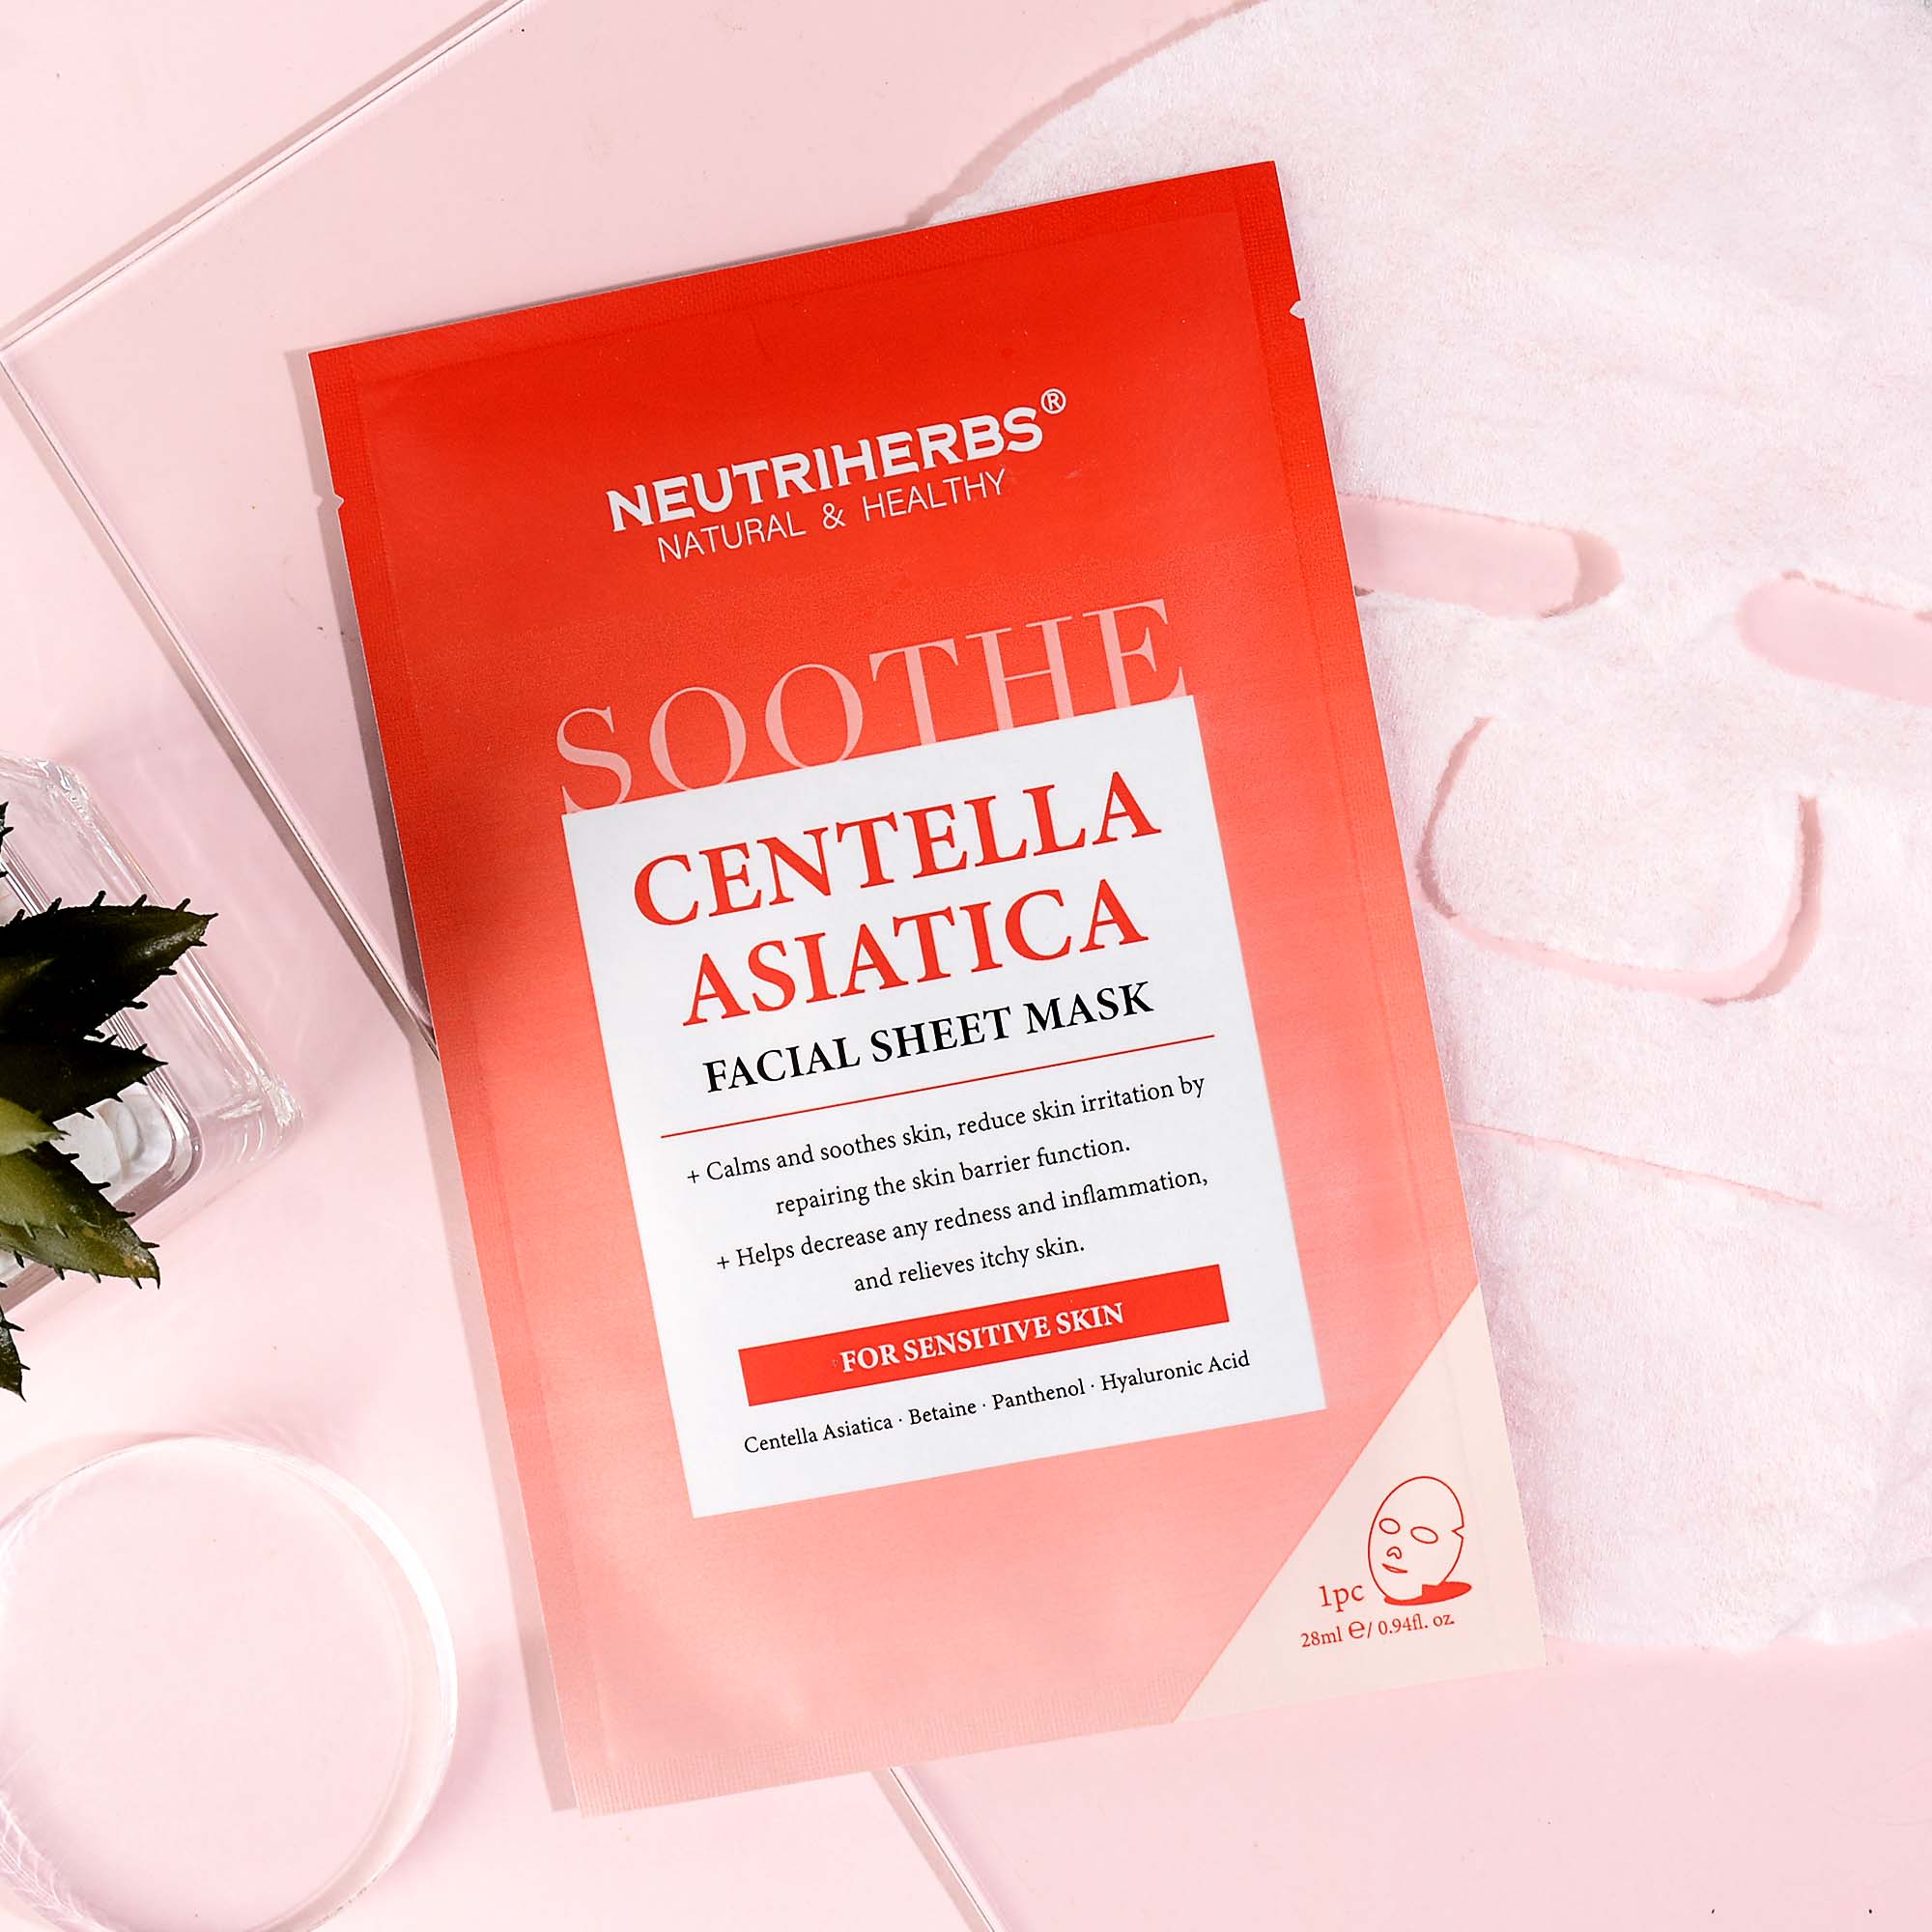 NEUTRIHERBS®
NATURAL & HEALTHY
SOOTHE
CENTELLA
ASIATICA
FACIAL SHEET MASK
+ Calms and soothes skin, reduce skin irritation by
repairing the skin barrier function.
+ Helps decrease any redness and inflammation,
and relieves itchy skin.
FOR SENSITIVE SKIN
Centella Asiatica · Betaine · Panthenol · Hyaluronic Acid
1pc
28ml ℮/ 0.94fl. oz